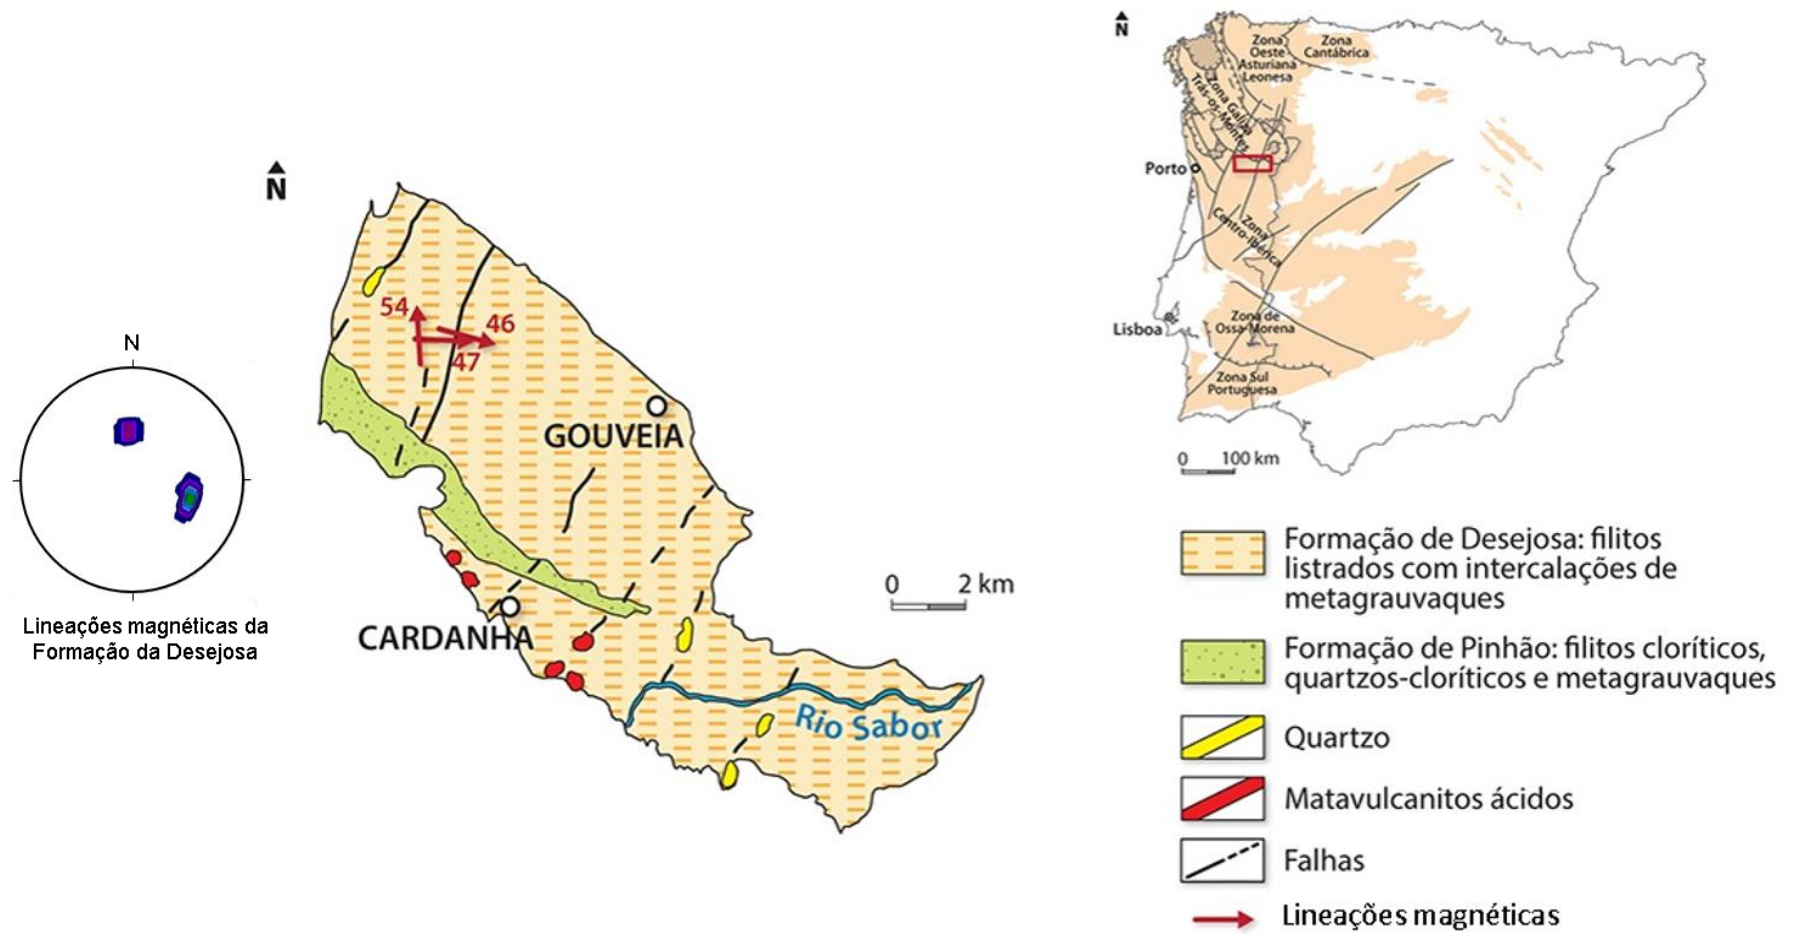 N
54
46
47
GOUVEIA
CARDANHA
Rio Sabor
0 2 km
N
Lineações magnéticas da
Formação da Desejosa
N
Zona
Oeste
Asturiana
Leonesa
Zona
Cantábrica
Zona Galiza
Trás-os-Montes
Porto
Zona
Centro-Ibérica
Lisboa
Zona de
Ossa-Morena
Zona Sul
Portuguesa
0 100 km
Formação de Desejosa: filitos
listrados com intercalações de
metagrauvaques
Formação de Pinhão: filitos cloríticos,
quartzos-cloríticos e metagrauvaques
Quartzo
Matavulcanitos ácidos
Falhas
Lineações magnéticas